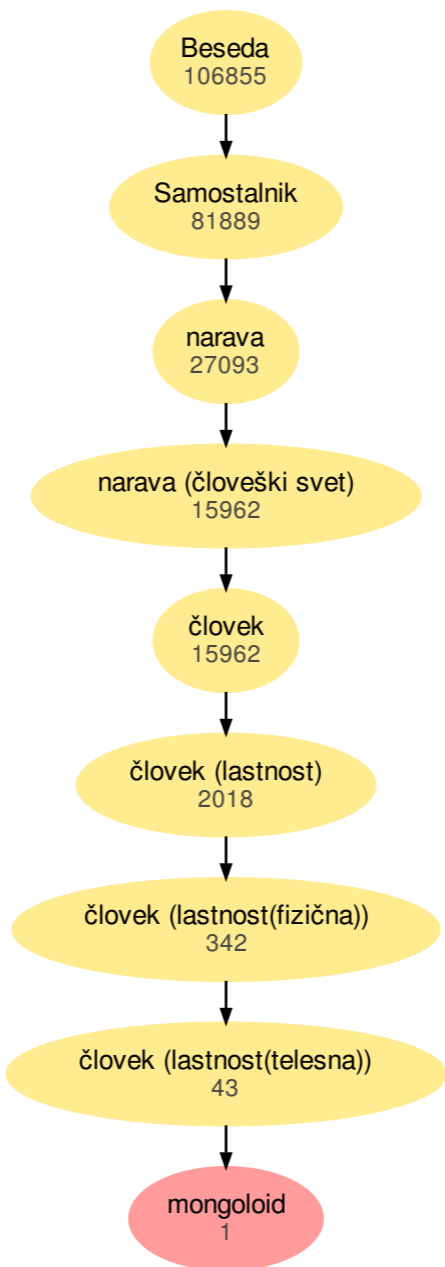 Beseda
106855
Samostalnik
81889
narava
27093
narava (človeški svet)
15962
človek
15962
človek (lastnost)
2018
človek (lastnost(fizična))
342
človek (lastnost(telesna))
43
mongoloid
1